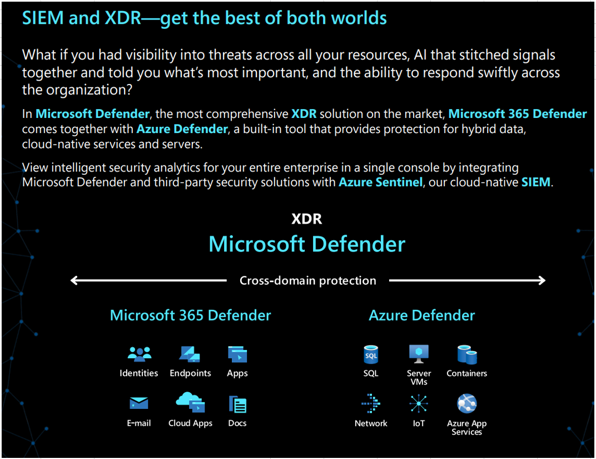 SIEM and XDR—get the best of both worlds
What if you had visibility into threats across all your resources, AI that stitched signals
together and told you what's most important, and the ability to respond swiftly across
the organization?
In Microsoft Defender, the most comprehensive XDR solution on the market, Microsoft 365 Defender
comes together with Azure Defender, a built-in tool that provides protection for hybrid data,
cloud-native services and servers.
View intelligent security analytics for your entire enterprise in a single console by integrating
Microsoft Defender and third-party security solutions with Azure Sentinel, our cloud-native SIEM.
XDR
Microsoft Defender
Cross-domain protection
Microsoft 365 Defender
Azure Defender
Identities
Endpoints
Apps
SQL
SQL
Server
VMs
Containers
E-mail
Cloud Apps
Docs
Network
IoT
Azure App
Services